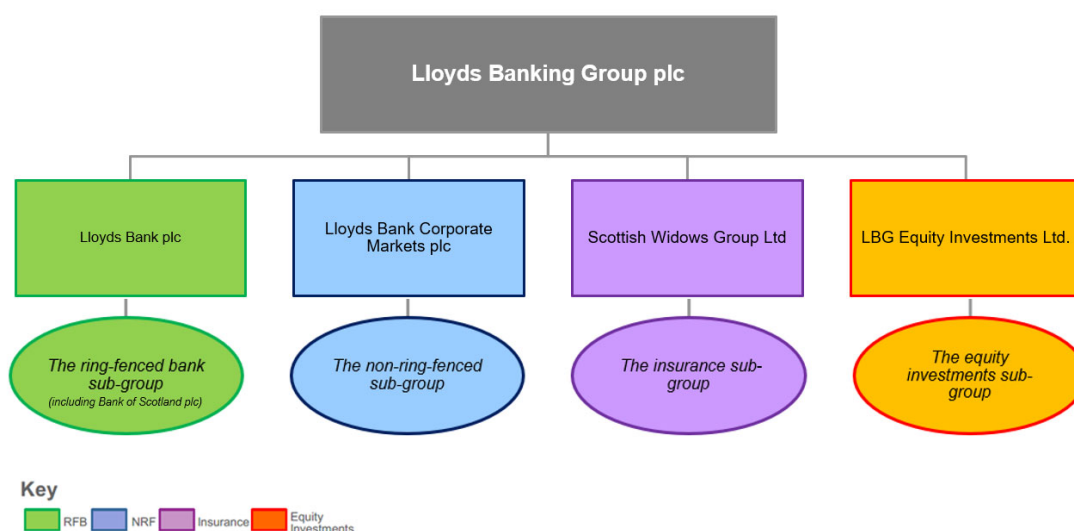 Lloyds Banking Group plc
Lloyds Bank plc
Lloyds Bank Corporate
Markets plc
Scottish Widows Group Ltd
LBG Equity Investments Ltd.
The ring-fenced bank
sub-group
(including Bank of Scotland plc)
The non-ring-fenced
sub-group
The insurance sub-
group
The equity
investments sub-
group
Key
RFB
NRF
Insurance
Equity
Investments